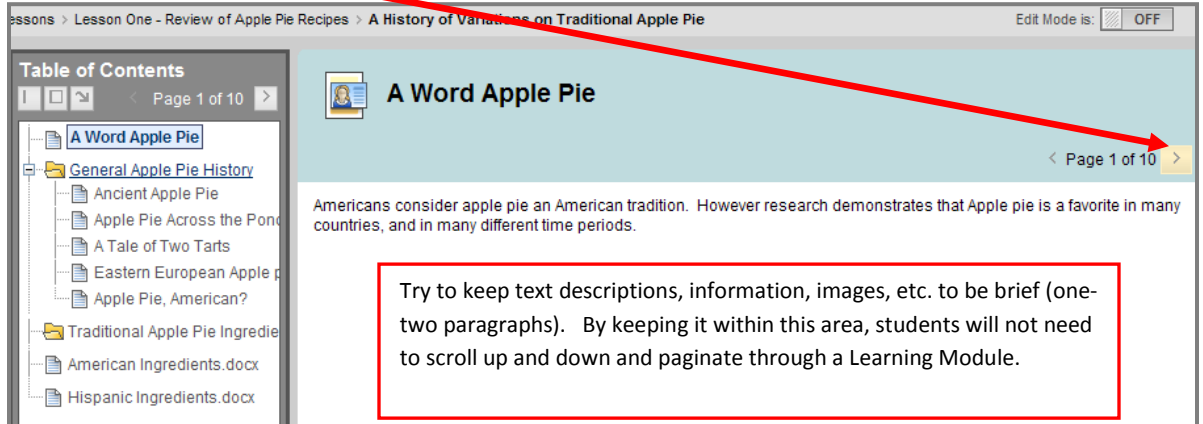 essons > Lesson One - Review of Apple Pie Recipes > A History of Variations on Traditional Apple Pie
Edit Mode is: OFF
Table of Contents
< Page 1 of 10 >
A Word Apple Pie
General Apple Pie History
Ancient Apple Pie
Apple Pie Across the Pond
A Tale of Two Tarts
Eastern European Apple p
Apple Pie, American?
Traditional Apple Pie Ingredie
American Ingredients.docx
Hispanic Ingredients.docx
A Word Apple Pie
< Page 1 of 10 >
Americans consider apple pie an American tradition. However research demonstrates that Apple pie is a favorite in many
countries, and in many different time periods.
Try to keep text descriptions, information, images, etc. to be brief (one-
two paragraphs). By keeping it within this area, students will not need
to scroll up and down and paginate through a Learning Module.